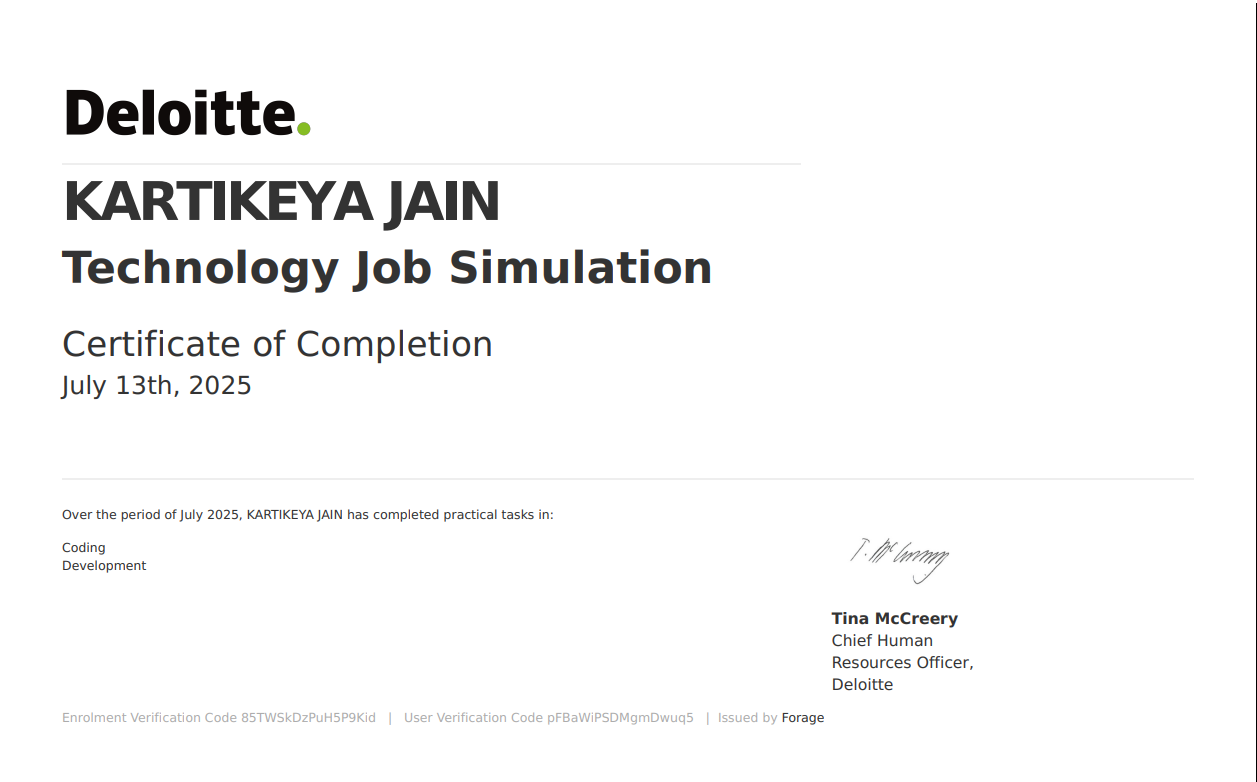 Deloitte.
KARTIKEYA JAIN
Technology Job Simulation
Certificate of Completion
July 13th, 2025
Over the period of July 2025, KARTIKEYA JAIN has completed practical tasks in:
Coding
Development
T. McCreery
Tina McCreery
Chief Human
Resources Officer,
Deloitte
Enrolment Verification Code 85TWSkDzPuH5P9Kid | User Verification Code pFBaWiPSDMgmDwuq5 | Issued by Forage